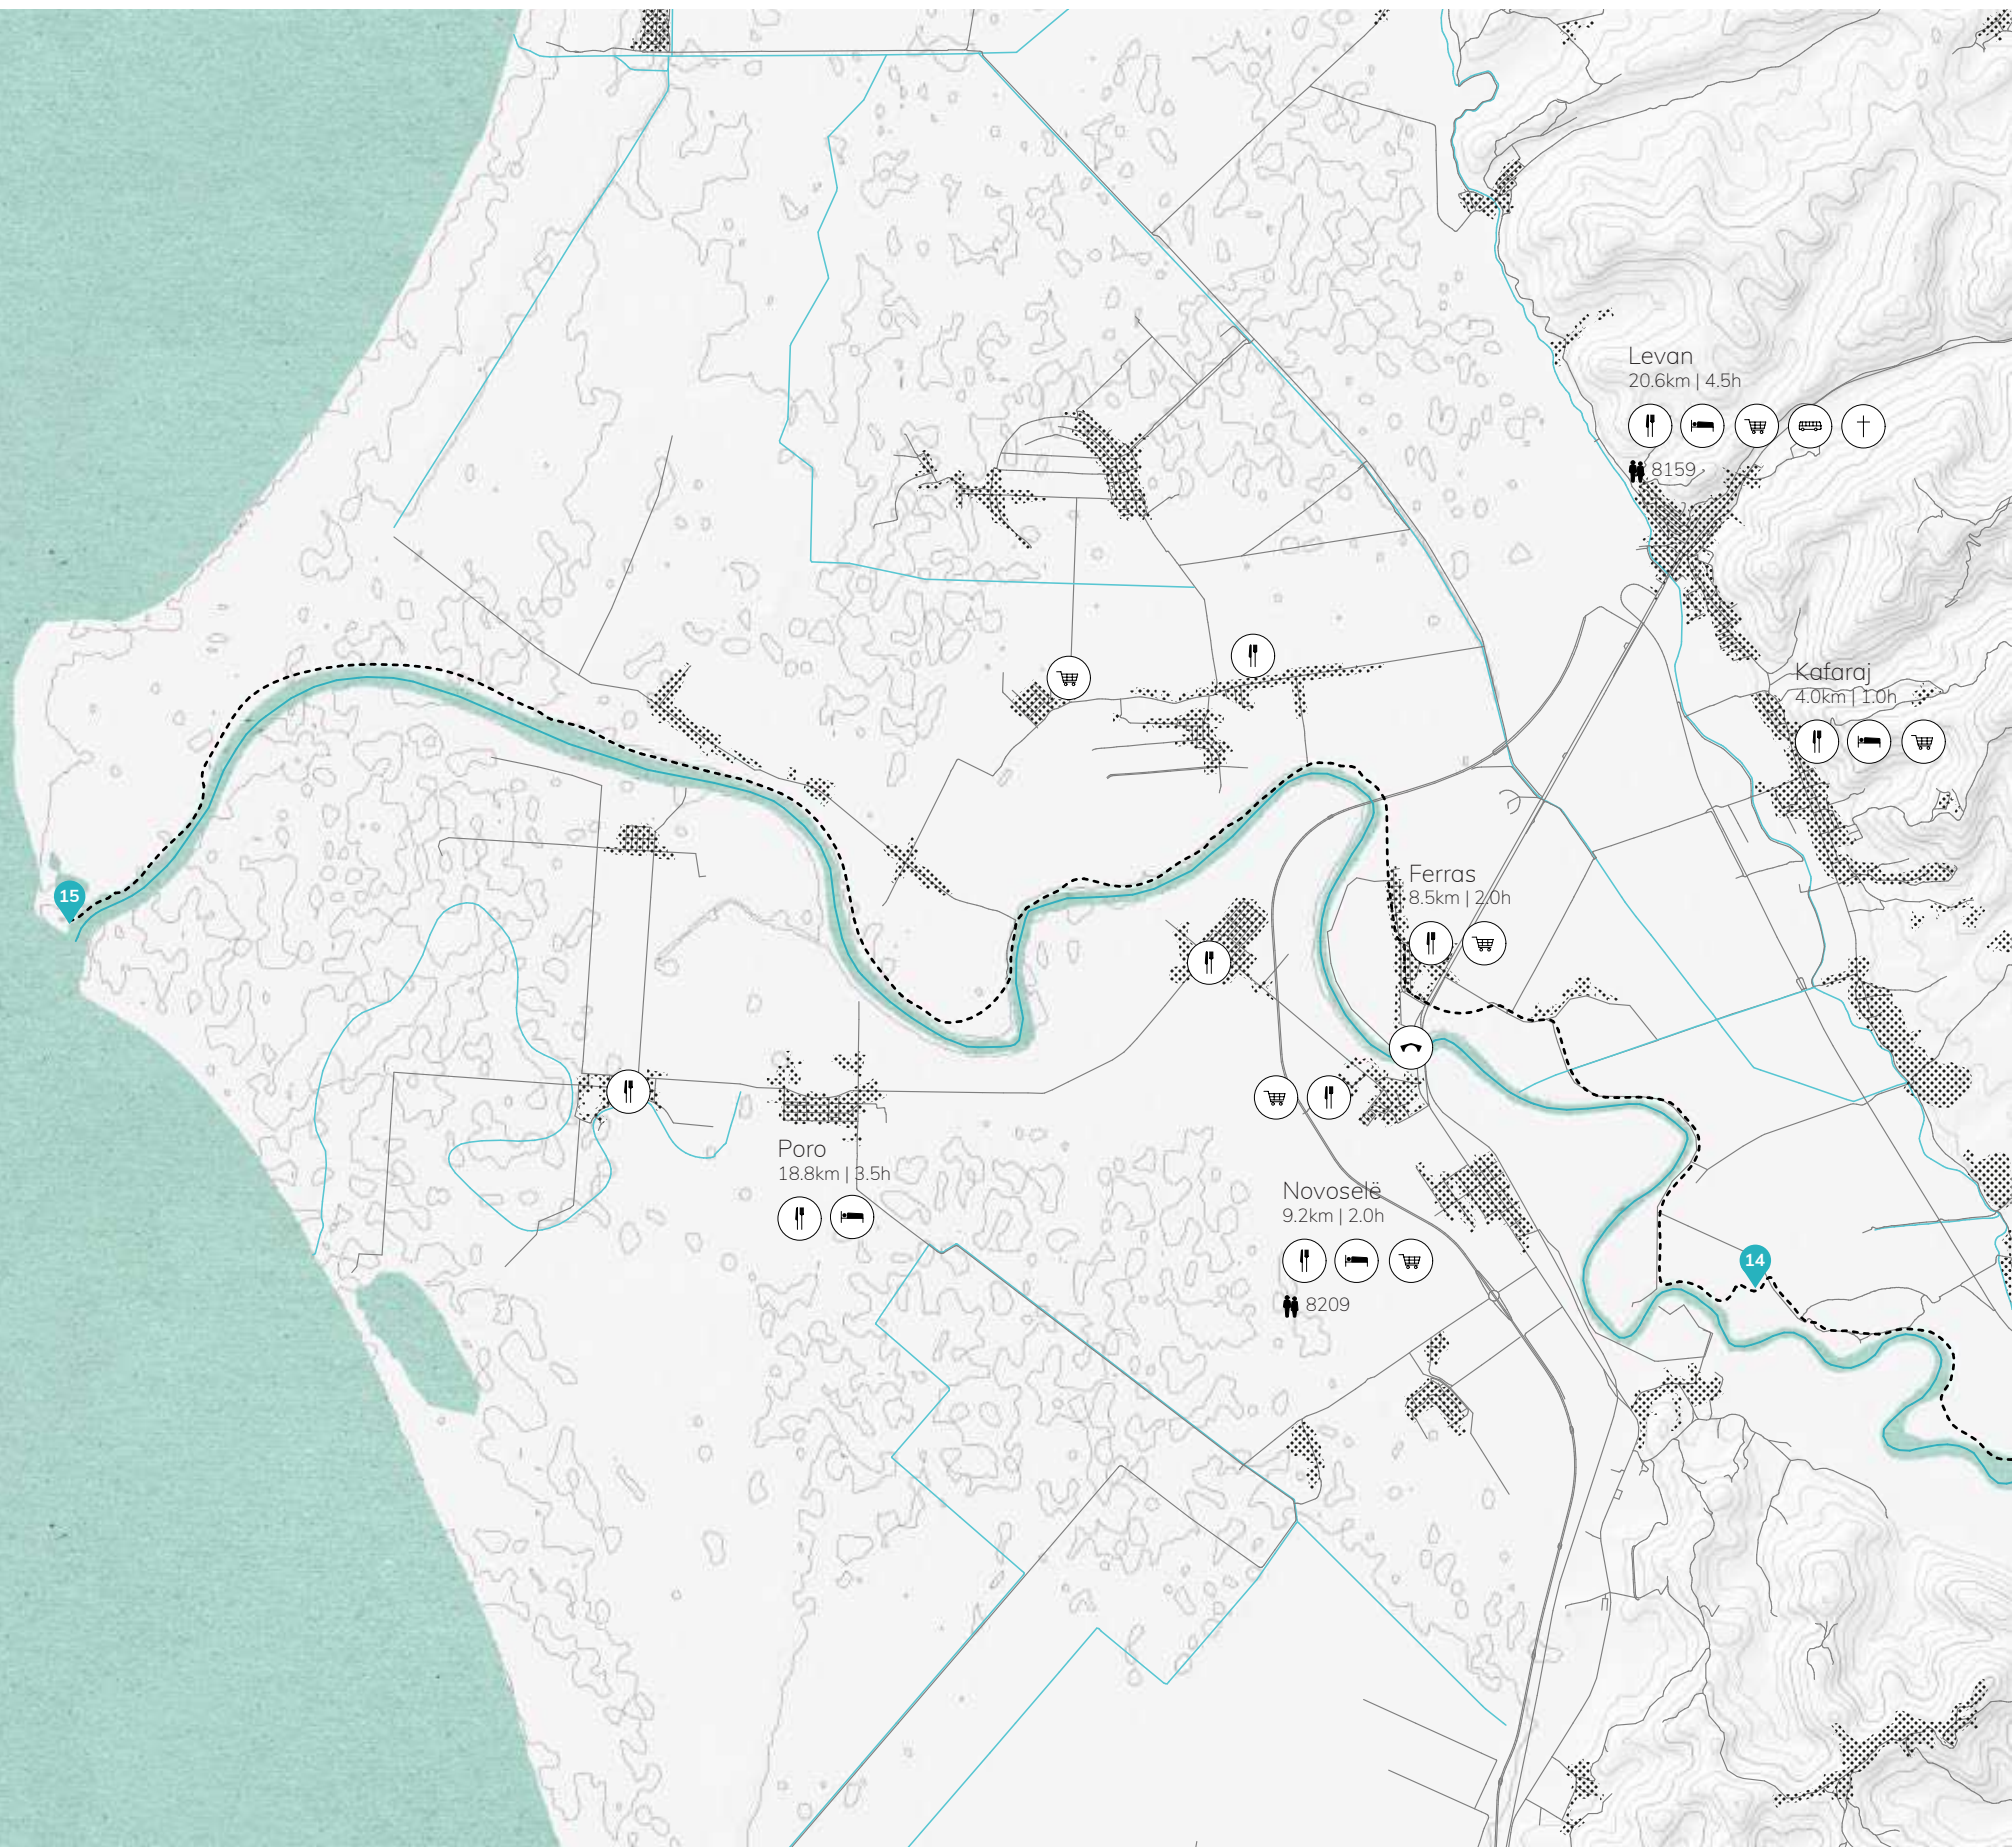 Levan
20.6km | 4.5h
8159
Kafaraj
4.0km | 1.0h
15
Ferras
8.5km | 2.0h
Poro
18.8km | 3.5h
Novoselë
9.2km | 2.0h
8209
14